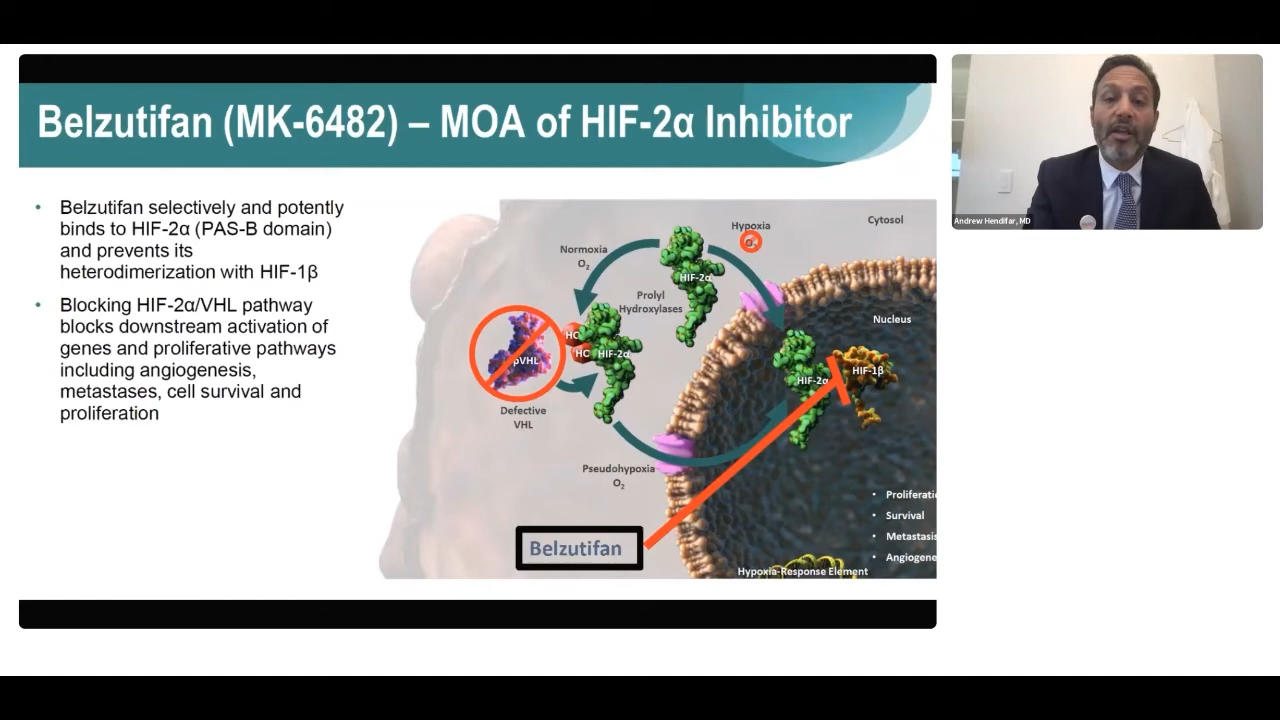 Belzutifan (MK-6482) – MOA of HIF-2α Inhibitor
• Belzutifan selectively and potently
binds to HIF-2α (PAS-B domain)
and prevents its
heterodimerization with HIF-1β
• Blocking HIF-2α/VHL pathway
blocks downstream activation of
genes and proliferative pathways
including angiogenesis,
metastases, cell survival and
proliferation
Hypoxia
O₂
Cytosol
Normoxia
O₂
HIF-2α
Prolyl
Hydroxylases
Nucleus
HO
HO
HIF-2α
pVHL
HIF-2α
HIF-1β
Defective
VHL
Pseudohypoxia
O₂
• Proliferatio
• Survival
• Metastasis
• Angiogene
Belzutifan
Hypoxia-Response Element
Andrew Hendifar, MD